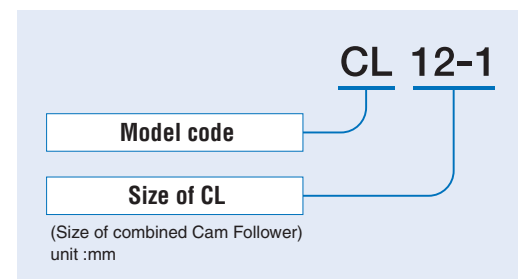 CL 12-1
Model code
Size of CL
(Size of combined Cam Follower)
unit :mm